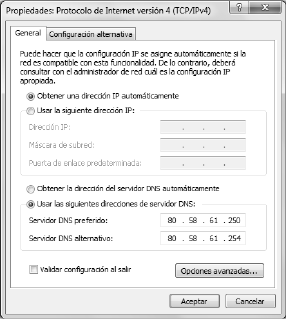 Propiedades: Protocolo de Internet versión 4 (TCP/IPv4)
General Configuración alternativa
Puede hacer que la configuración IP se asigne automáticamente si la
red es compatible con esta funcionalidad. De lo contrario, deberá
consultar con el administrador de red cuál es la configuración IP
apropiada.
Obtener una dirección IP automáticamente
Usar la siguiente dirección IP:
Dirección IP:
Máscara de subred:
Puerta de enlace predeterminada:
Obtener la dirección del servidor DNS automáticamente
Usar las siguientes direcciones de servidor DNS:
Servidor DNS preferido: 80 . 58 . 61 . 250
Servidor DNS alternativo: 80 . 58 . 61 . 254
Validar configuración al salir
Opciones avanzadas...
Aceptar Cancelar